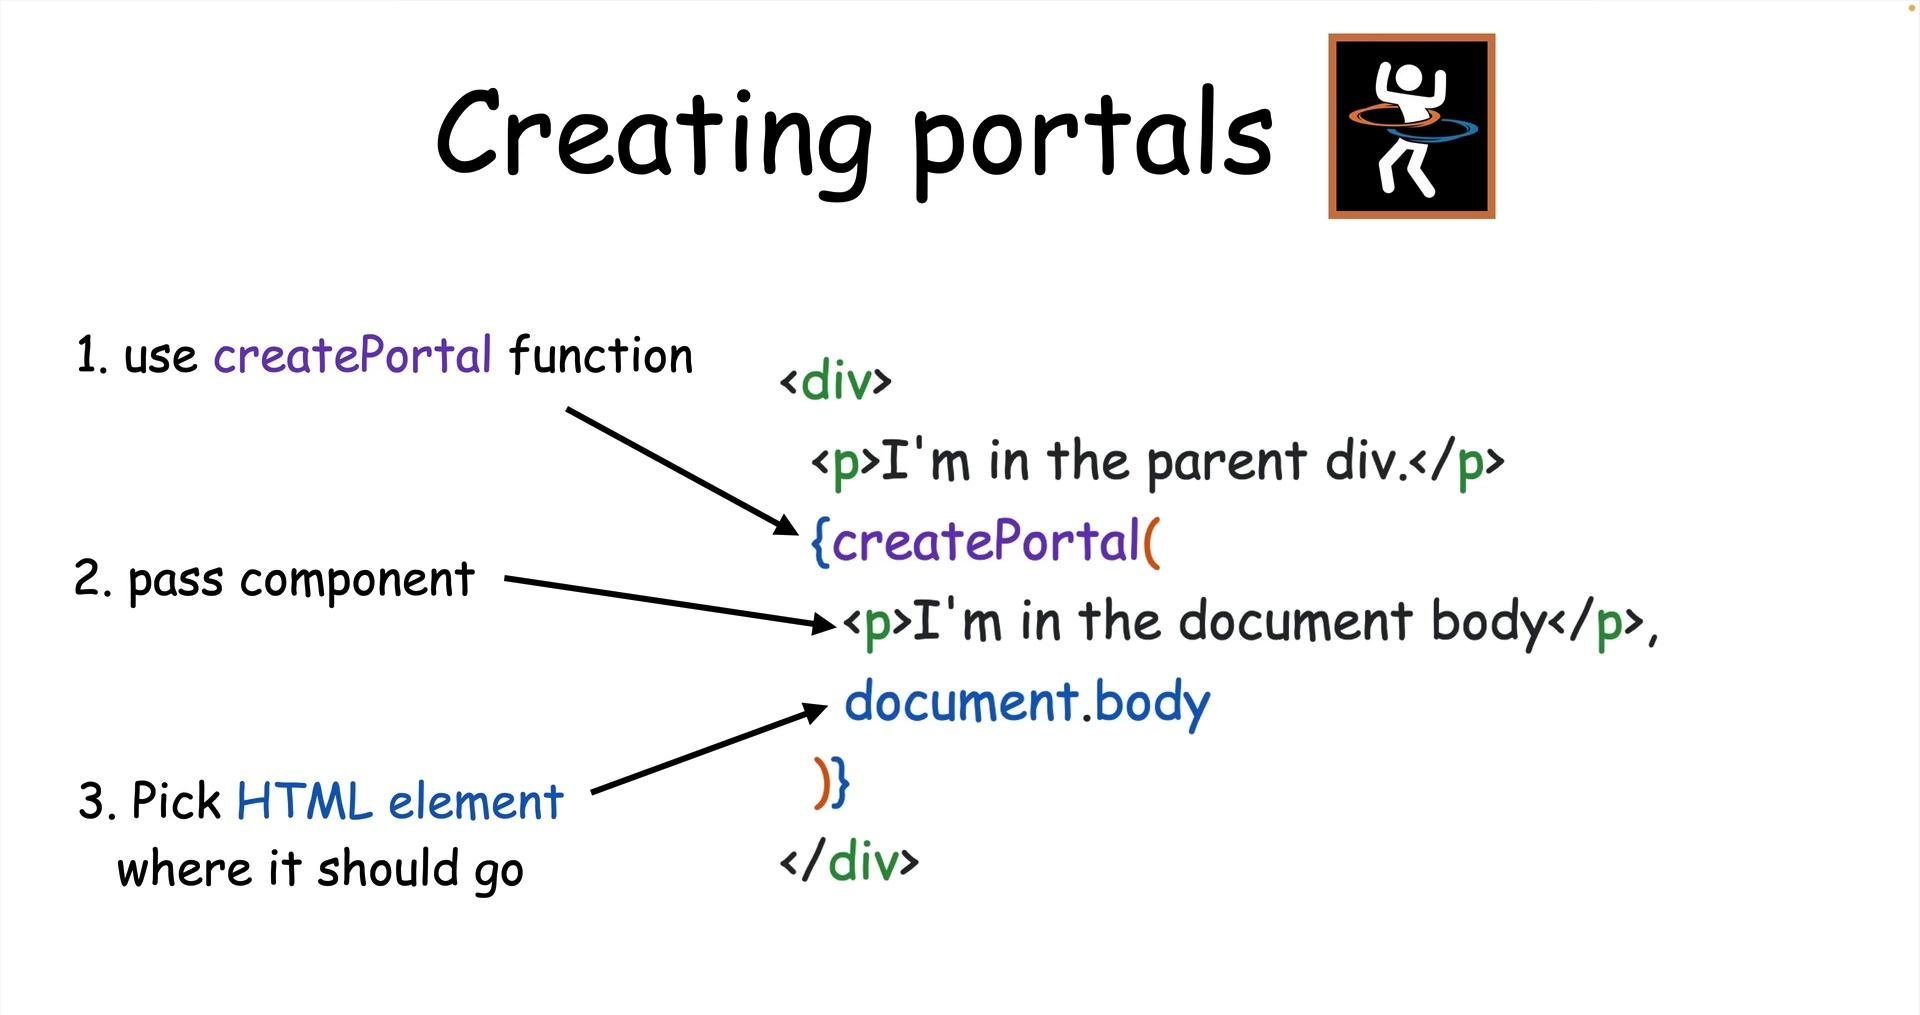 Creating portals
1. use createPortal function
2. pass component
3. Pick HTML element
where it should go
<div>
<p>I'm in the parent div.</p>
{createPortal(
<p>I'm in the document body</p>,
document.body
)}
</div>